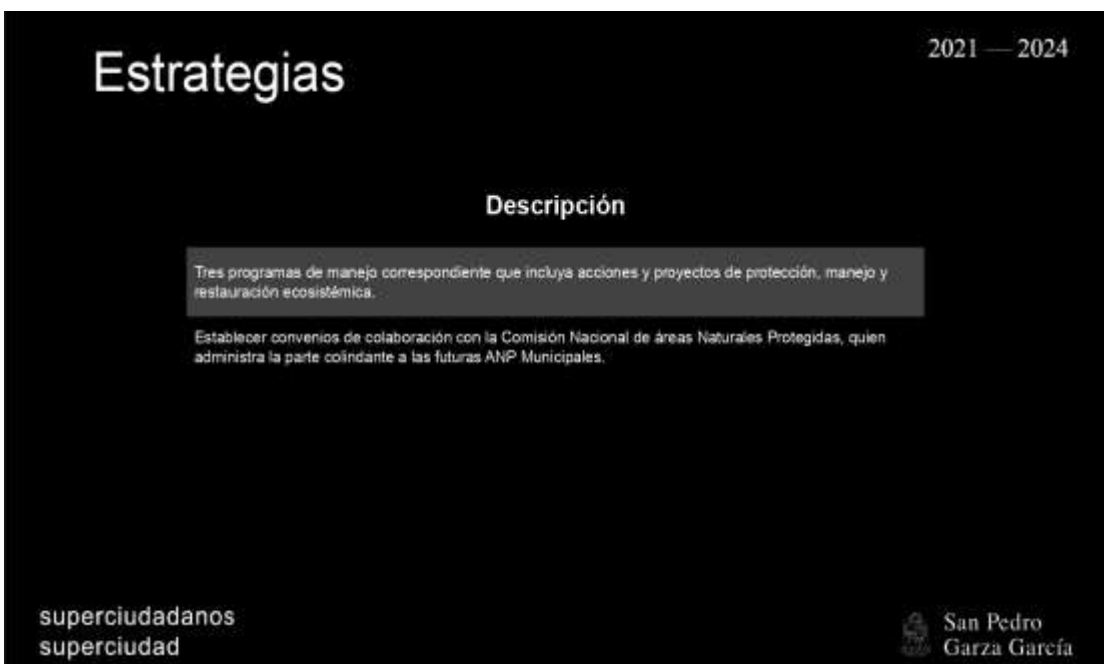 Estrategias
2021 — 2024
Descripción
Tres programas de manejo correspondiente que incluya acciones y proyectos de protección, manejo y
restauración ecosistémica.
Establecer convenios de colaboración con la Comisión Nacional de áreas Naturales Protegidas, quien
administra la parte colindante a las futuras ANP Municipales.
superciudadanos
superciudad
San Pedro
Garza García